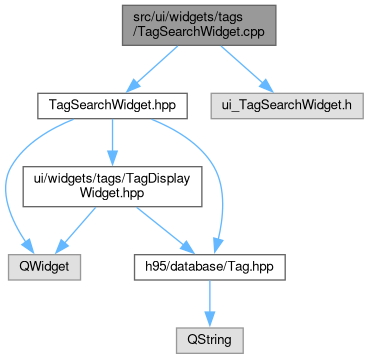 src/ui/widgets/tags
/TagSearchWidget.cpp
TagSearchWidget.hpp
ui_TagSearchWidget.h
ui/widgets/tags/TagDisplay
Widget.hpp
QWidget
h95/database/Tag.hpp
QString